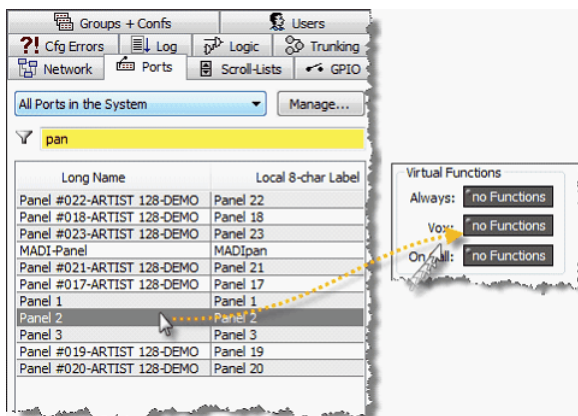 Groups + Confs Users
?! Cfg Errors Log Logic Trunking
Network Ports Scroll-Lists GPIO
All Ports in the System Manage...
pan
Long Name Local 8-char Label
Panel #022-ARTIST 128-DEMO Panel 22
Panel #018-ARTIST 128-DEMO Panel 18
Panel #023-ARTIST 128-DEMO Panel 23
MADI-Panel MADIpan
Panel #021-ARTIST 128-DEMO Panel 21
Panel #017-ARTIST 128-DEMO Panel 17
Panel 1 Panel 1
Panel 2 Panel 2
Panel 3 Panel 3
Panel #019-ARTIST 128-DEMO Panel 19
Panel #020-ARTIST 128-DEMO Panel 20
Virtual Functions
Always: no Functions
Vox: no Functions
On Call: no Functions